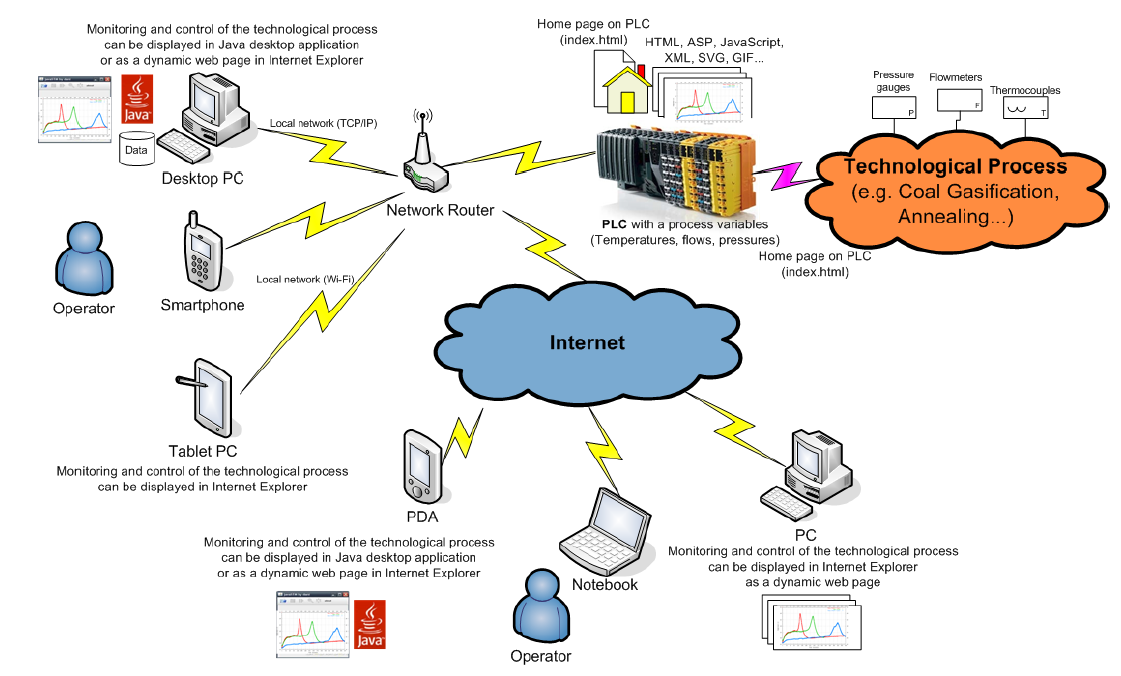 Monitoring and control of the technological process
can be displayed in Java desktop application
or as a dynamic web page in Internet Explorer
Java
Data
Desktop PC
Local network (TCP/IP)
Network Router
Home page on PLC
(index.html)
HTML, ASP, JavaScript,
XML, SVG, GIF...
PLC with a process variables
(Temperatures, flows, pressures)
Pressure
gauges
P
Flowmeters
F
Thermocouples
T
Technological Process
(e.g. Coal Gasification,
Annealing...)
Home page on PLC
(index.html)
Operator
Smartphone
Local network (Wi-Fi)
Internet
Tablet PC
Monitoring and control of the technological process
can be displayed in Internet Explorer
PDA
Monitoring and control of the technological process
can be displayed in Java desktop application
or as a dynamic web page in Internet Explorer
Java
Notebook
Operator
PC
Monitoring and control of the technological process
can be displayed in Internet Explorer
as a dynamic web page